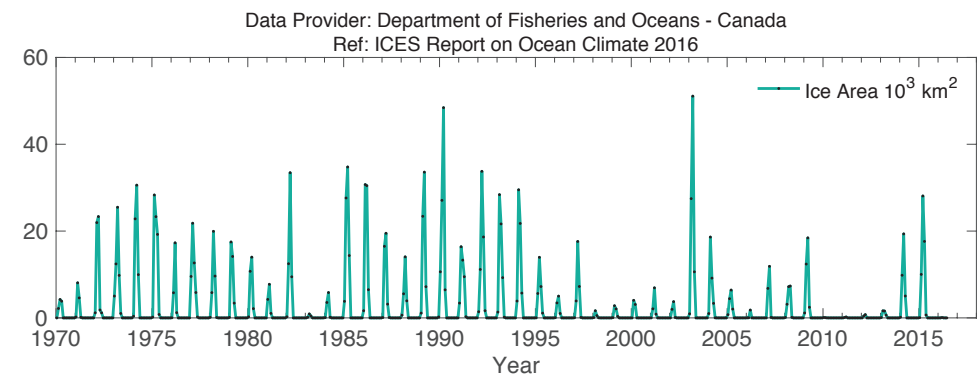 Data Provider: Department of Fisheries and Oceans - Canada
Ref: ICES Report on Ocean Climate 2016
60
40
20
0
Ice Area 10³ km²
1970 1975 1980 1985 1990 1995 2000 2005 2010 2015
Year